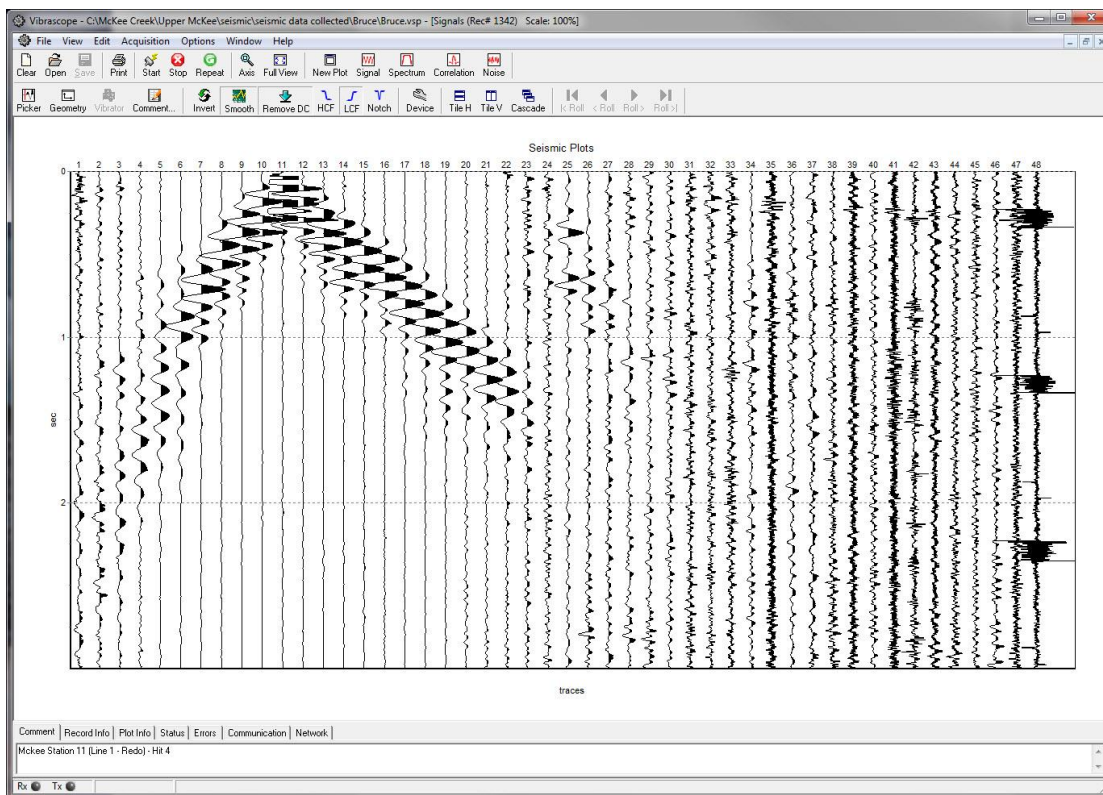 Vibrascope - C:\McKee Creek\Upper McKee\seismic\seismic data collected\Bruce\Bruce.vsp - [Signals (Rec# 1342) Scale: 100%]
File View Edit Acquisition Options Window Help
Clear Open Save Print Start Stop Repeat Axis Full View New Plot Signal Spectrum Correlation Noise
Picker Geometry Vibrator Comment... Invert Smooth Remove DC HCF LCF Notch Device Tile H Tile V Cascade |< Roll < Roll Roll > Roll >|
Seismic Plots
1 2 3 4 5 6 7 8 9 10 11 12 13 14 15 16 17 18 19 20 21 22 23 24 25 26 27 28 29 30 31 32 33 34 35 36 37 38 39 40 41 42 43 44 45 46 47 48
0
1
sec
2
traces
Comment Record Info Plot Info Status Errors Communication Network
Mckee Station 11 (Line 1 - Redo) - Hit 4
Rx Tx